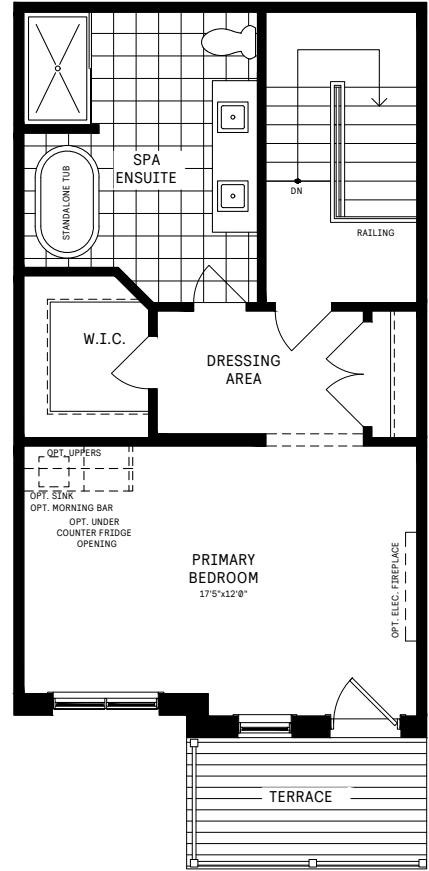 SPA
ENSUITE
STANDALONE TUB
DN
RAILING
W.I.C.
DRESSING
AREA
OPT. UPPERS
OPT. SINK
OPT. MORNING BAR
OPT. UNDER
COUNTER FRIDGE
OPENING
PRIMARY
BEDROOM
17'5"x12'0"
OPT. ELEC. FIREPLACE
TERRACE